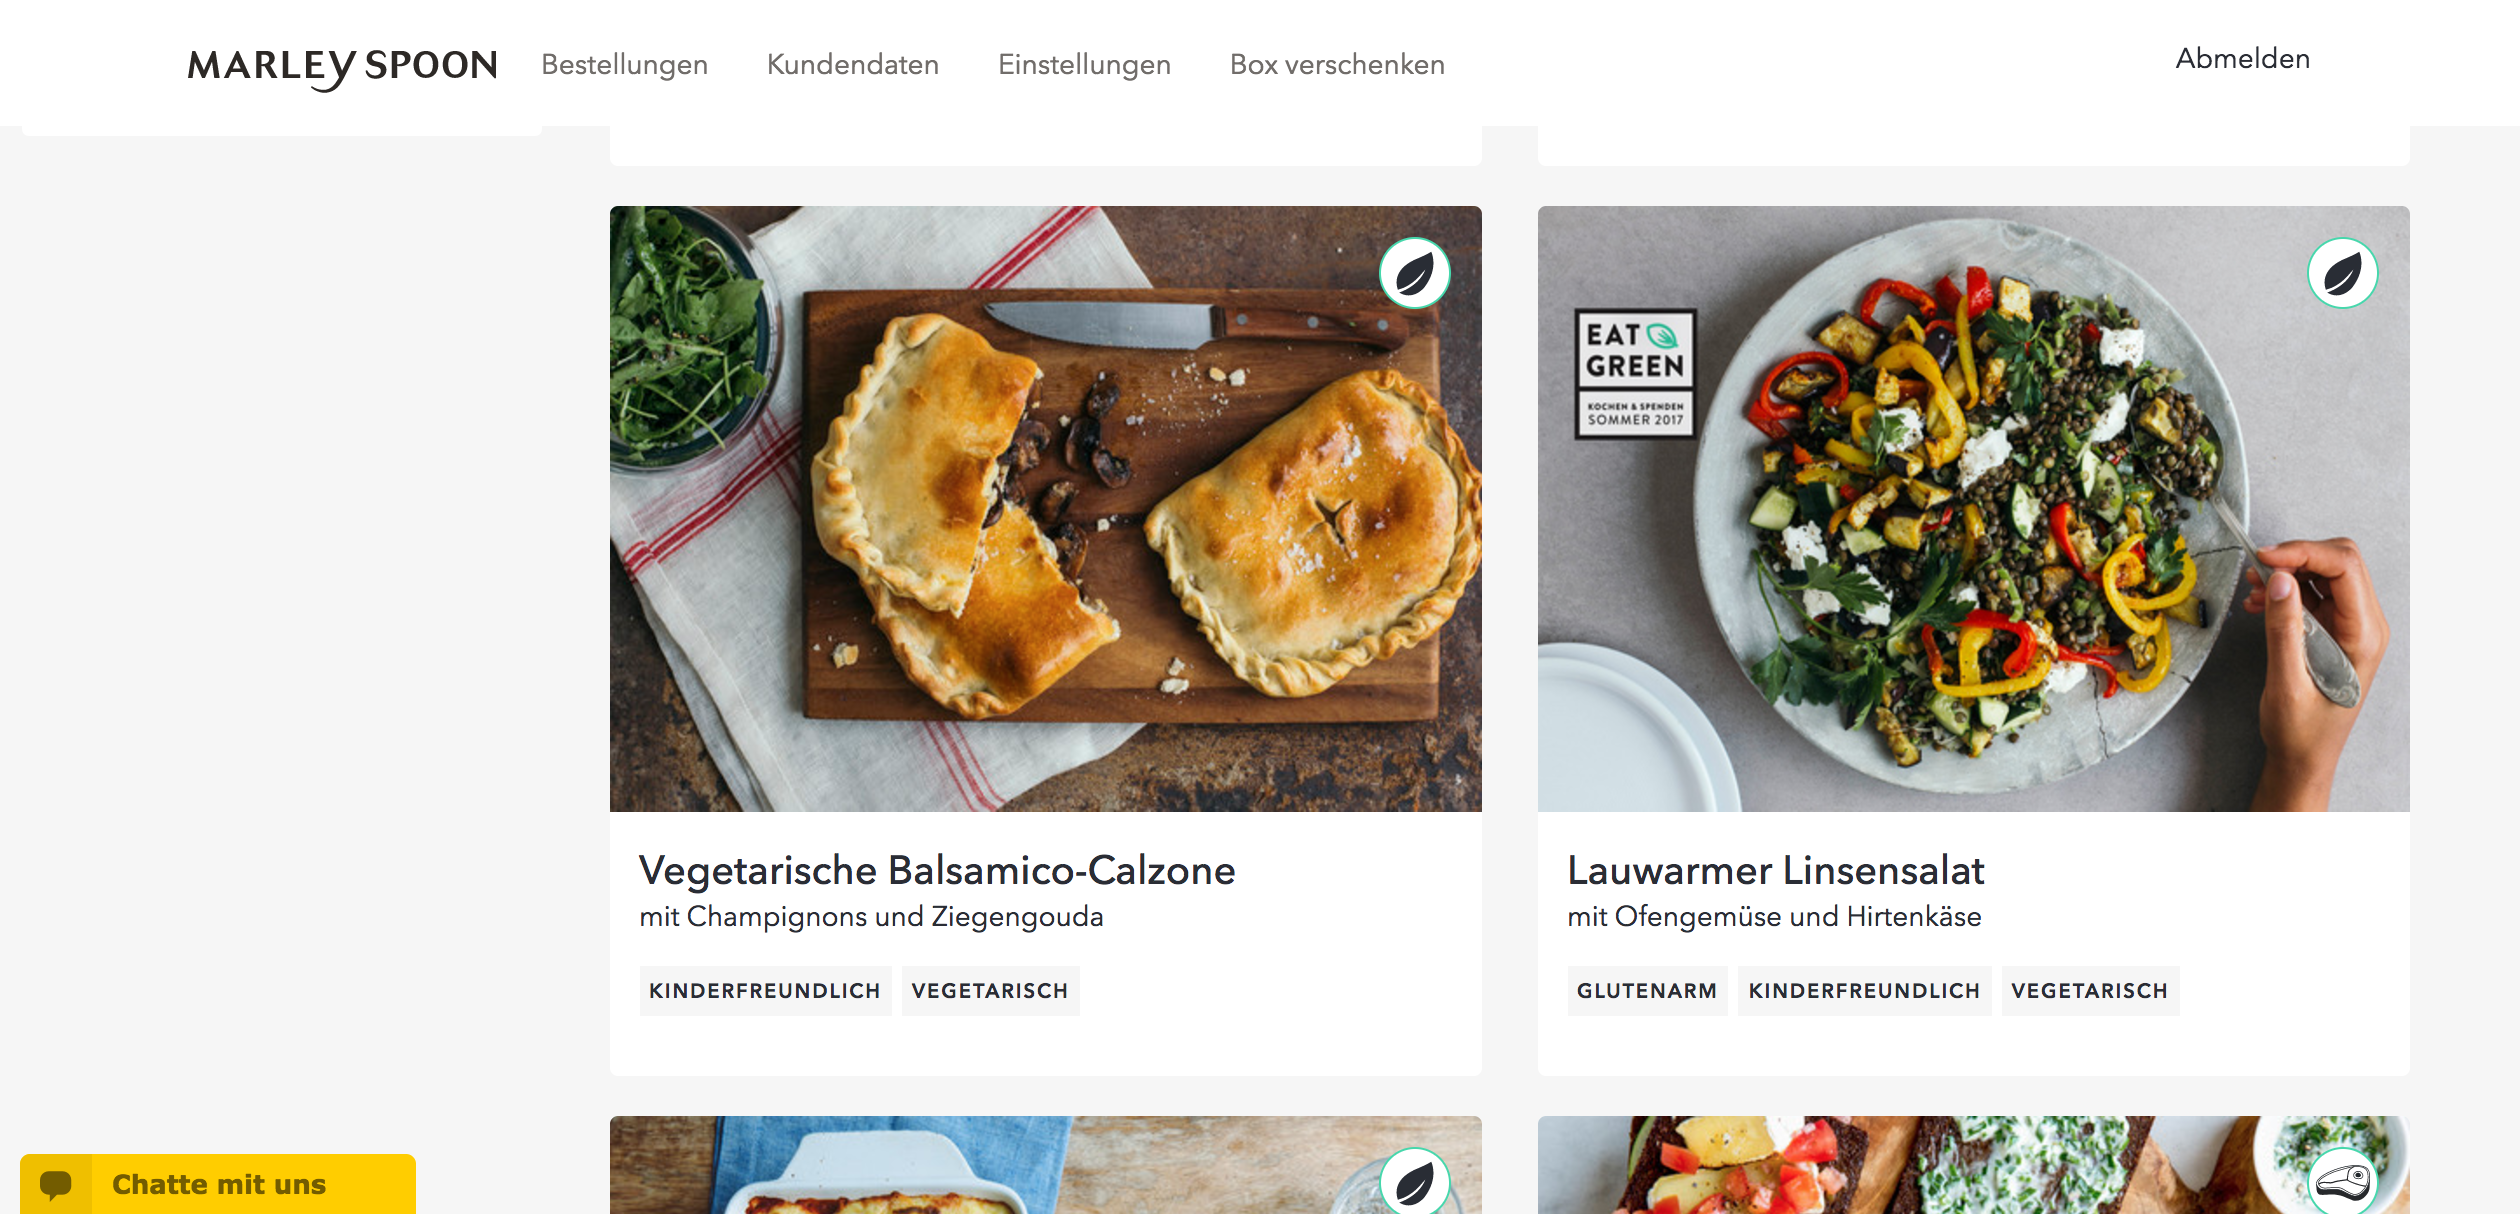 MARLEY SPOON
Bestellungen
Kundendaten
Einstellungen
Box verschenken
Abmelden
EAT
GREEN
KOCHEN & SPENDEN
SOMMER 2017
Vegetarische Balsamico-Calzone
mit Champignons und Ziegengouda
KINDERFREUNDLICH
VEGETARISCH
Lauwarmer Linsensalat
mit Ofengemüse und Hirtenkäse
GLUTENARM
KINDERFREUNDLICH
VEGETARISCH
Chatte mit uns